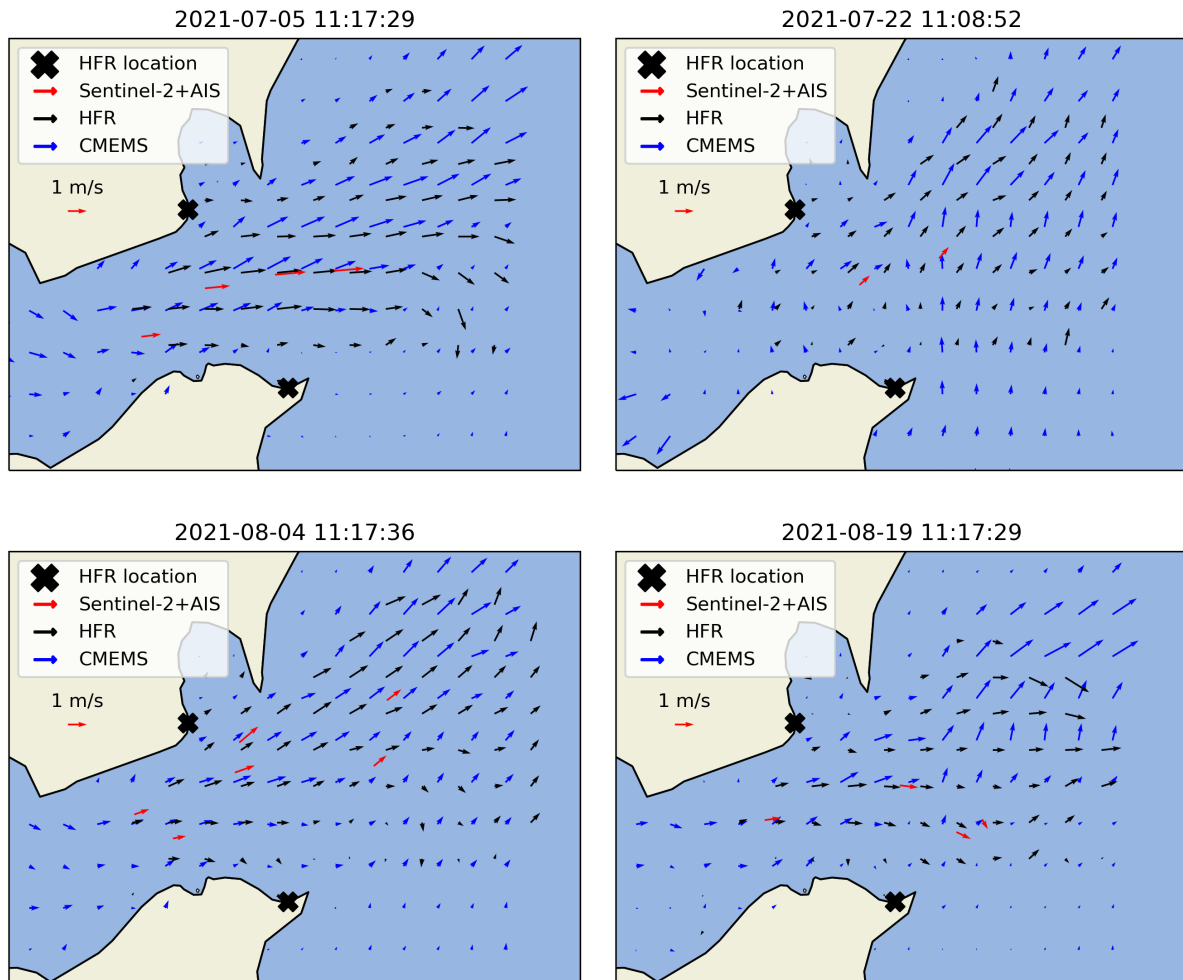 2021-07-05 11:17:29
HFR location
Sentinel-2+AIS
HFR
CMEMS
1 m/s
2021-07-22 11:08:52
HFR location
Sentinel-2+AIS
HFR
CMEMS
1 m/s
2021-08-04 11:17:36
HFR location
Sentinel-2+AIS
HFR
CMEMS
1 m/s
2021-08-19 11:17:29
HFR location
Sentinel-2+AIS
HFR
CMEMS
1 m/s